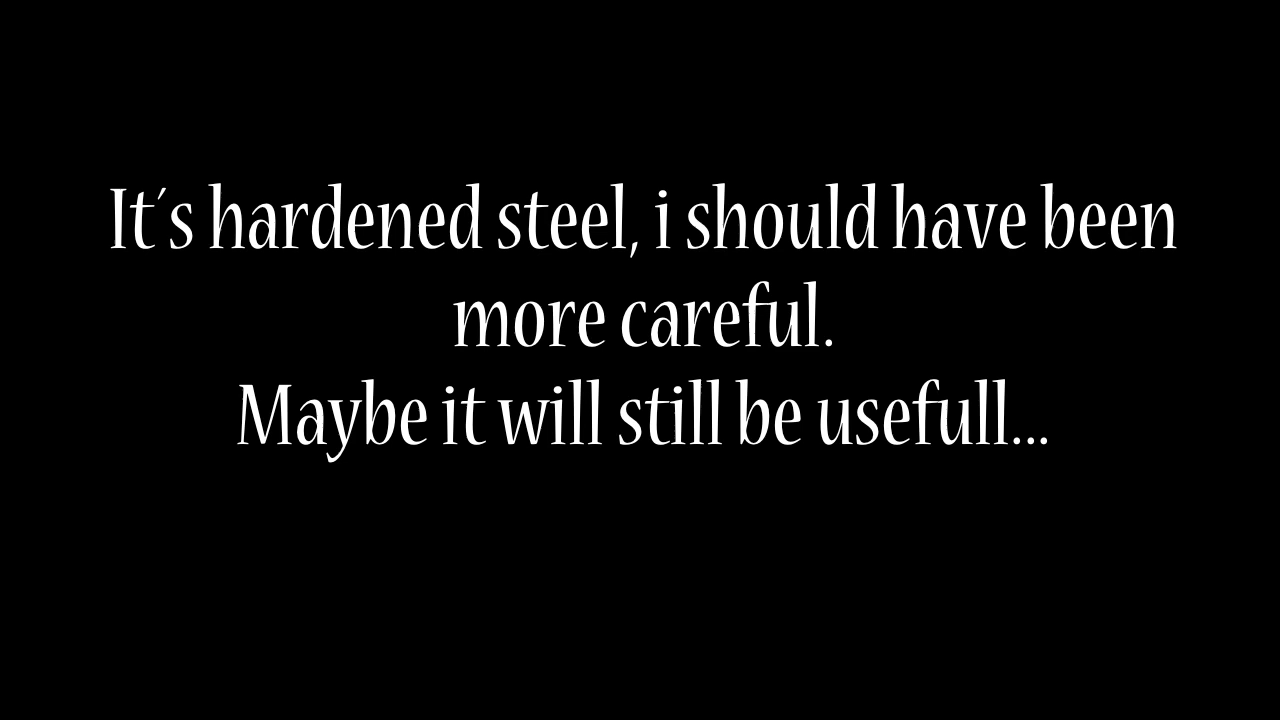 It´s hardened steel, i should have been
more careful.
Maybe it will still be usefull...